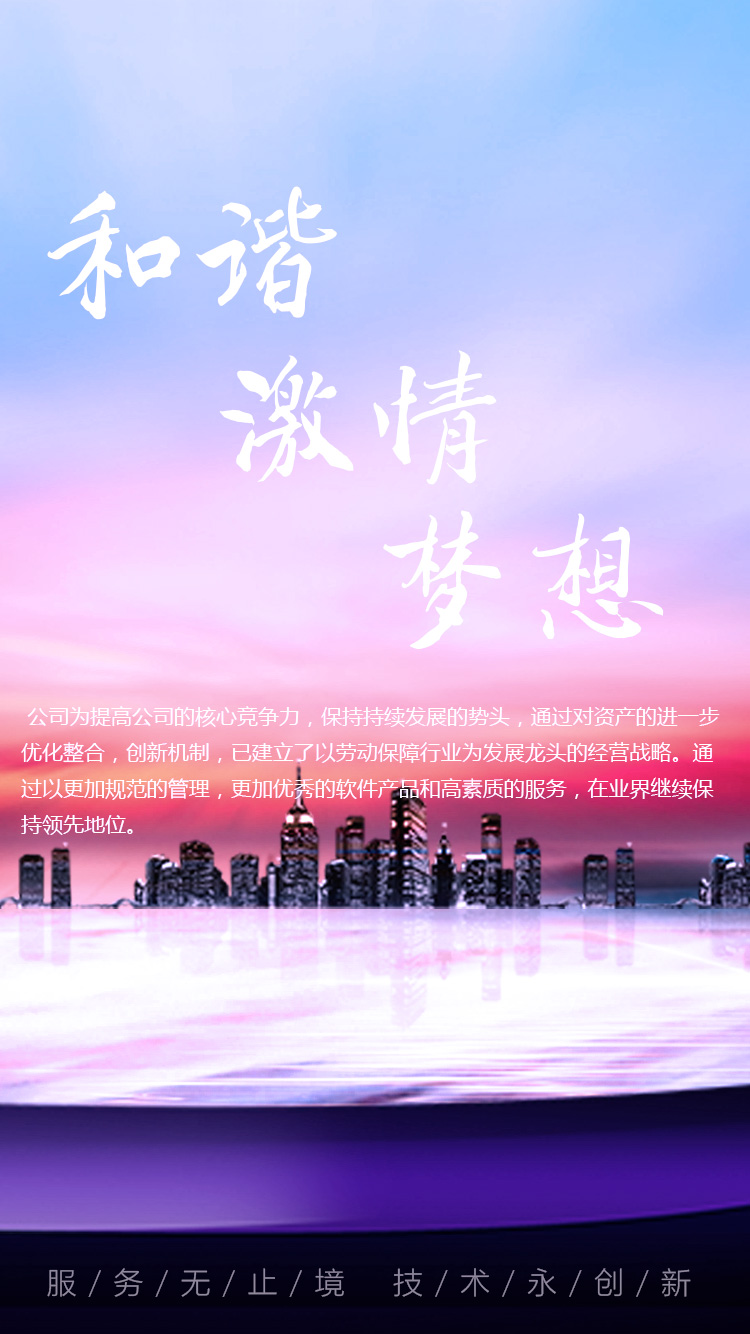 和谐
激情
梦想
公司为提高公司的核心竞争力，保持持续发展的势头，通过对资产的进一步
优化整合，创新机制，已建立了以劳动保障行业为发展龙头的经营战略。通
过以更加规范的管理，更加优秀的软件产品和高素质的服务，在业界继续保
持领先地位。
服/务/无/止/境 技/术/永/创/新